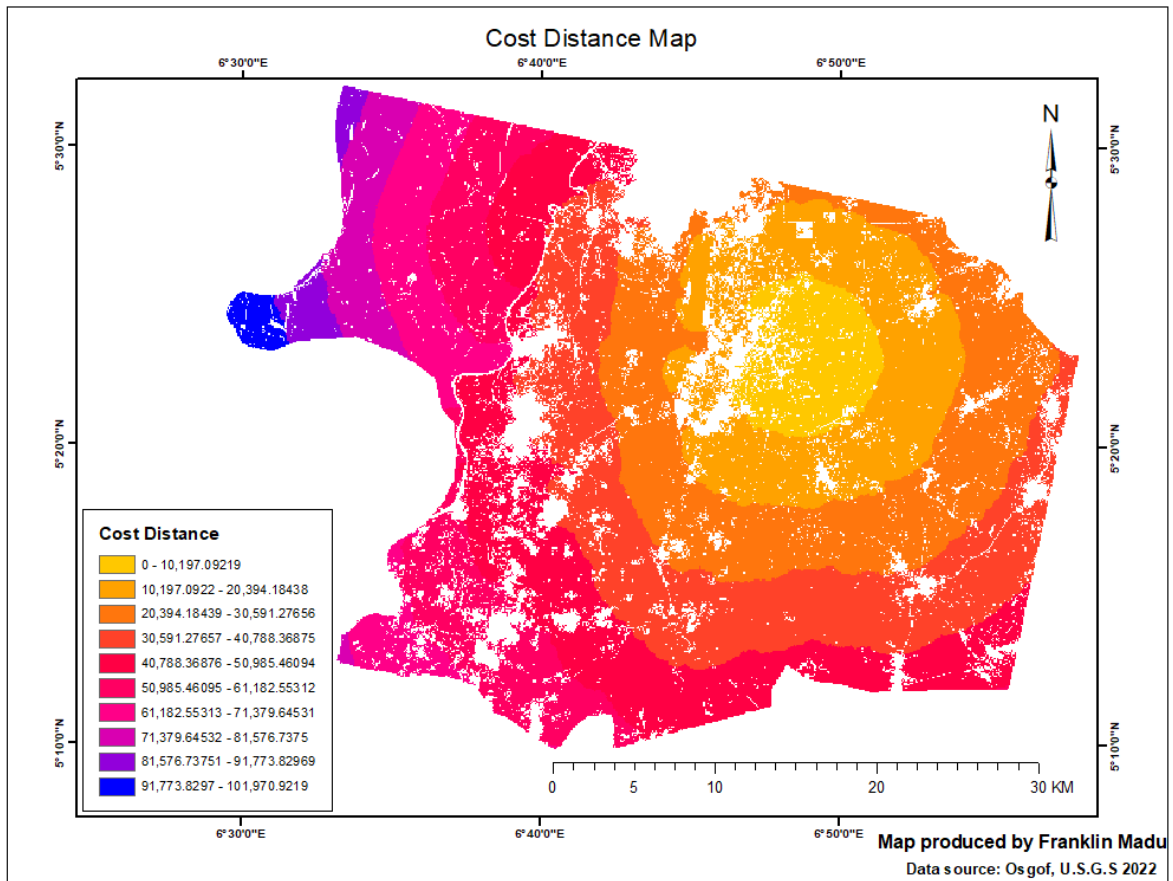 Cost Distance Map
6°30'0"E 6°40'0"E 6°50'0"E
N
5°30'0"N 5°30'0"N
5°20'0"N 5°20'0"N
Cost Distance
0 - 10,197.09219
10,197.0922 - 20,394.18438
20,394.18439 - 30,591.27656
30,591.27657 - 40,788.36875
40,788.36876 - 50,985.46094
50,985.46095 - 61,182.55312
61,182.55313 - 71,379.64531
71,379.64532 - 81,576.7375
81,576.73751 - 91,773.82969
91,773.8297 - 101,970.9219
5°10'0"N 5°10'0"N
0 5 10 20 30 KM
6°30'0"E 6°40'0"E 6°50'0"E
Map produced by Franklin Madu
Data source: Osgof, U.S.G.S 2022